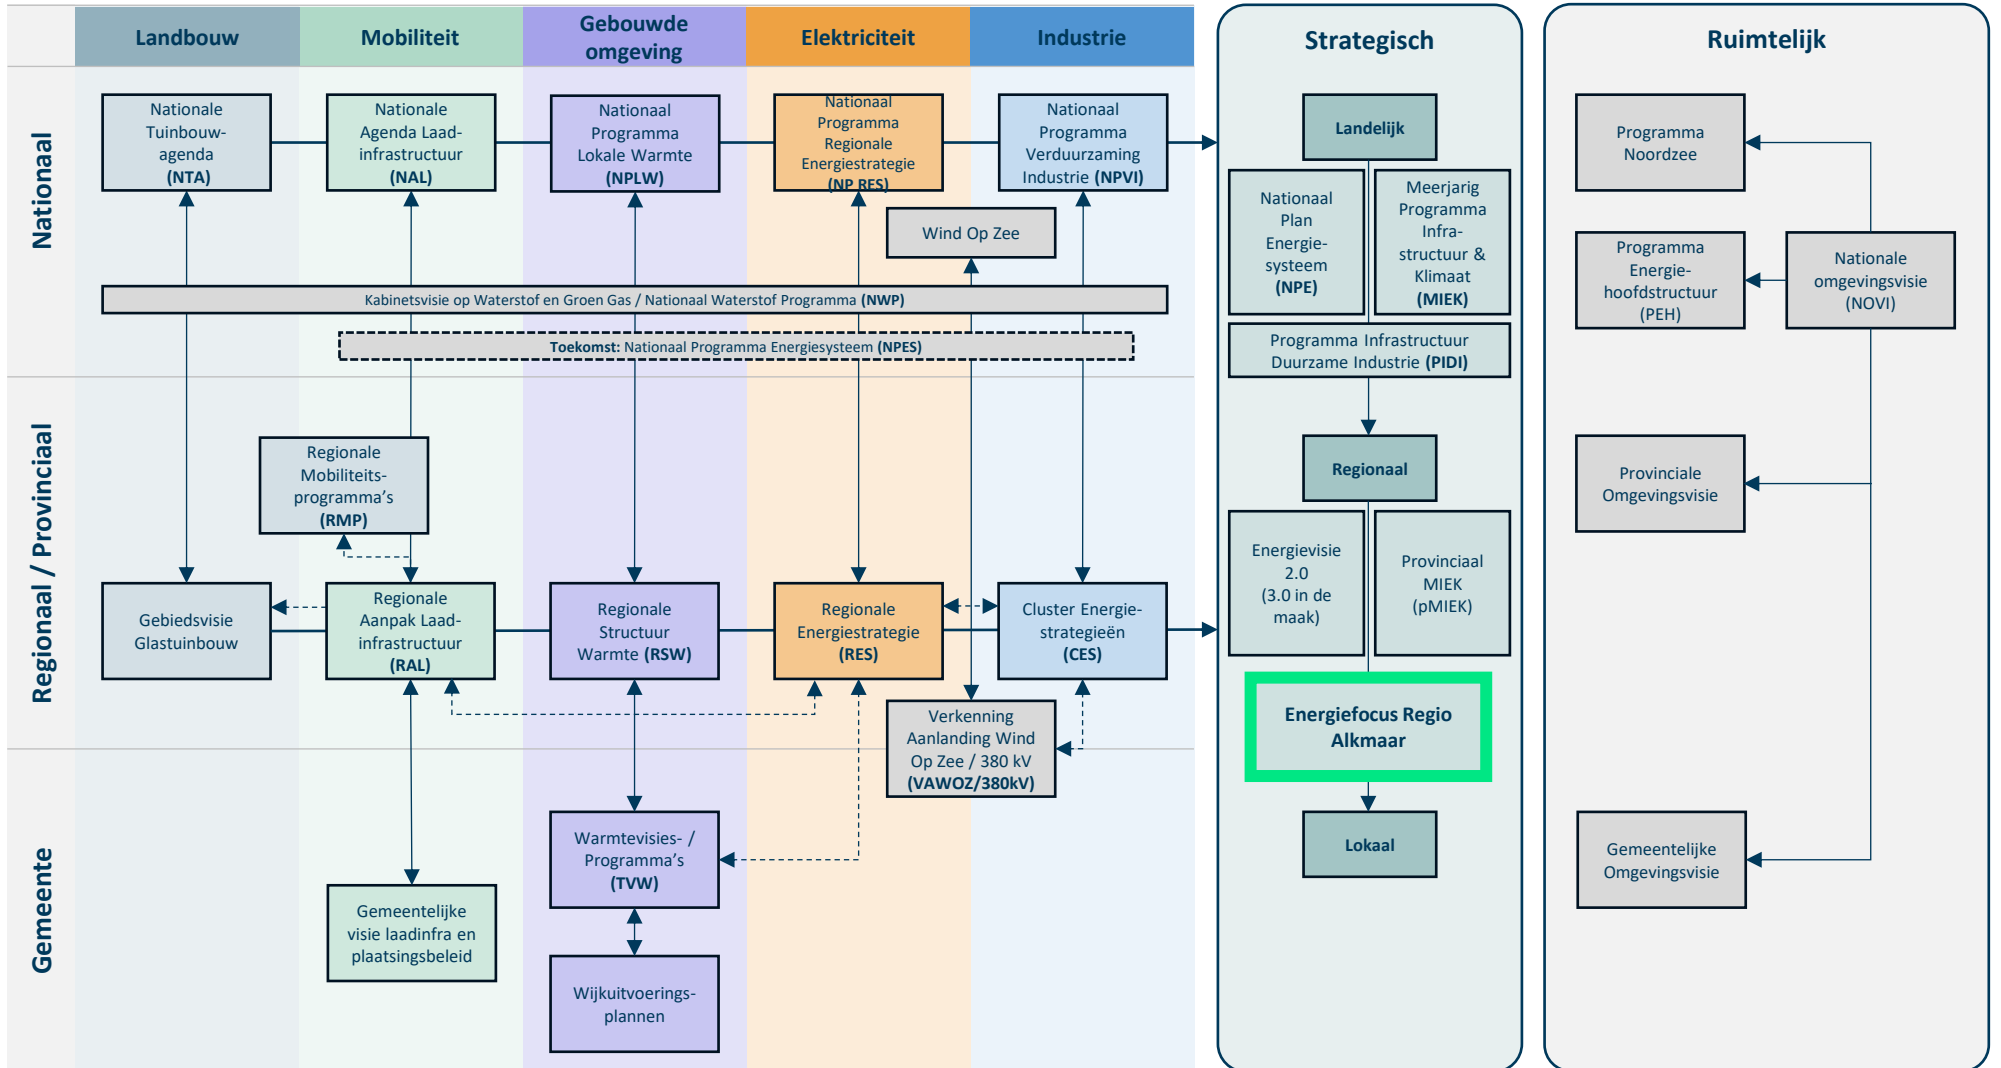 Landbouw
Mobiliteit
Gebouwde
omgeving
Elektriciteit
Industrie
Strategisch
Ruimtelijk
Nationaal
Nationale
Tuinbouw-
agenda
(NTA)
Nationale
Agenda Laad-
infrastructuur
(NAL)
Nationaal
Programma
Lokale Warmte
(NPLW)
Nationaal
Programma
Regionale
Energiestrategie
(NP RES)
Nationaal
Programma
Verduurzaming
Industrie (NPVI)
Wind Op Zee
Kabinetsvisie op Waterstof en Groen Gas / Nationaal Waterstof Programma (NWP)
Toekomst: Nationaal Programma Energiesysteem (NPES)
Landelijk
Nationaal
Plan
Energie-
systeem
(NPE)
Meerjarig
Programma
Infra-
structuur &
Klimaat
(MIEK)
Programma Infrastructuur
Duurzame Industrie (PIDI)
Programma
Noordzee
Programma
Energie-
hoofdstructuur
(PEH)
Nationale
omgevingsvisie
(NOVI)
Regionaal / Provinciaal
Regionale
Mobiliteits-
programma's
(RMP)
Gebiedsvisie
Glastuinbouw
Regionale
Aanpak Laad-
infrastructuur
(RAL)
Regionale
Structuur
Warmte (RSW)
Regionale
Energiestrategie
(RES)
Cluster Energie-
strategieën
(CES)
Verkenning
Aanlanding Wind
Op Zee / 380 kV
(VAWOZ/380kV)
Regionaal
Energievisie
2.0
(3.0 in de
maak)
Provinciaal
MIEK
(pMIEK)
Energiefocus Regio
Alkmaar
Provinciale
Omgevingsvisie
Gemeente
Gemeentelijke
visie laadinfra en
plaatsingsbeleid
Warmtevisies- /
Programma's
(TVW)
Wijkuitvoerings-
plannen
Lokaal
Gemeentelijke
Omgevingsvisie